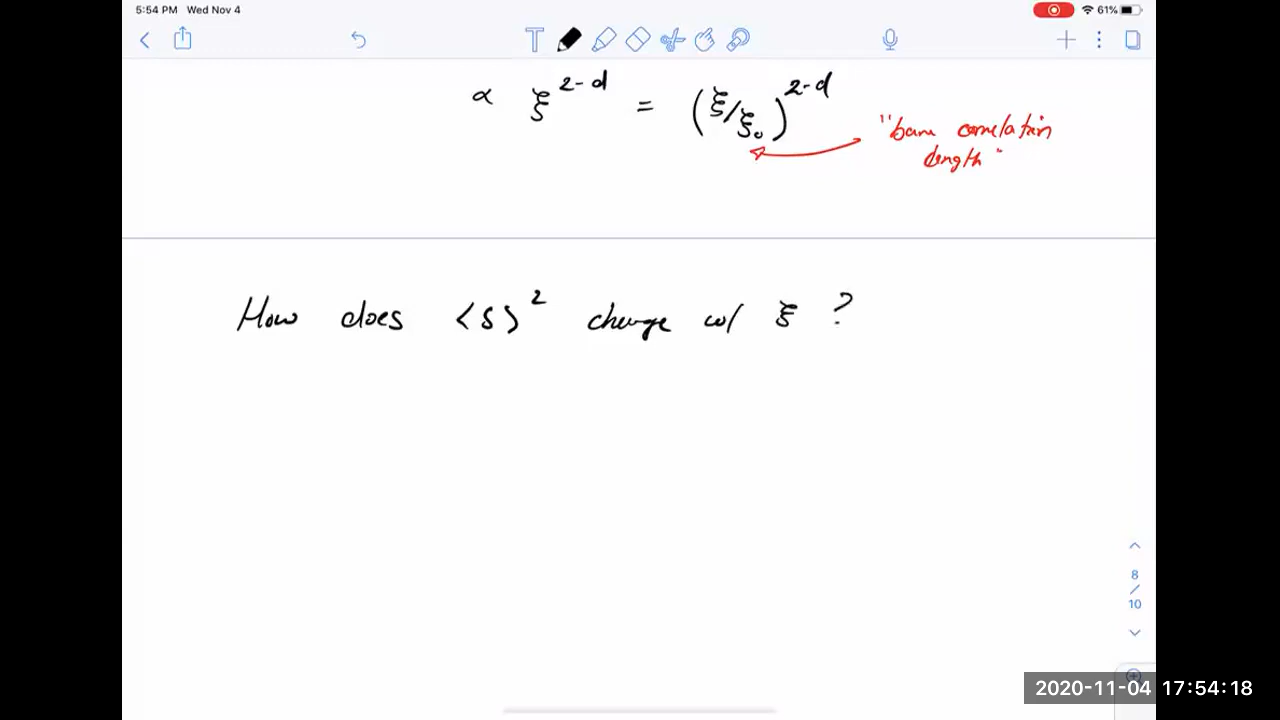 5:54 PM Wed Nov 4
61%
∝ ξ^{2-d} = (ξ/ξ₀)^{2-d}
"bare correlation
length"
How does <S>² change w/ ξ ?
8
/
10
2020-11-04 17:54:18